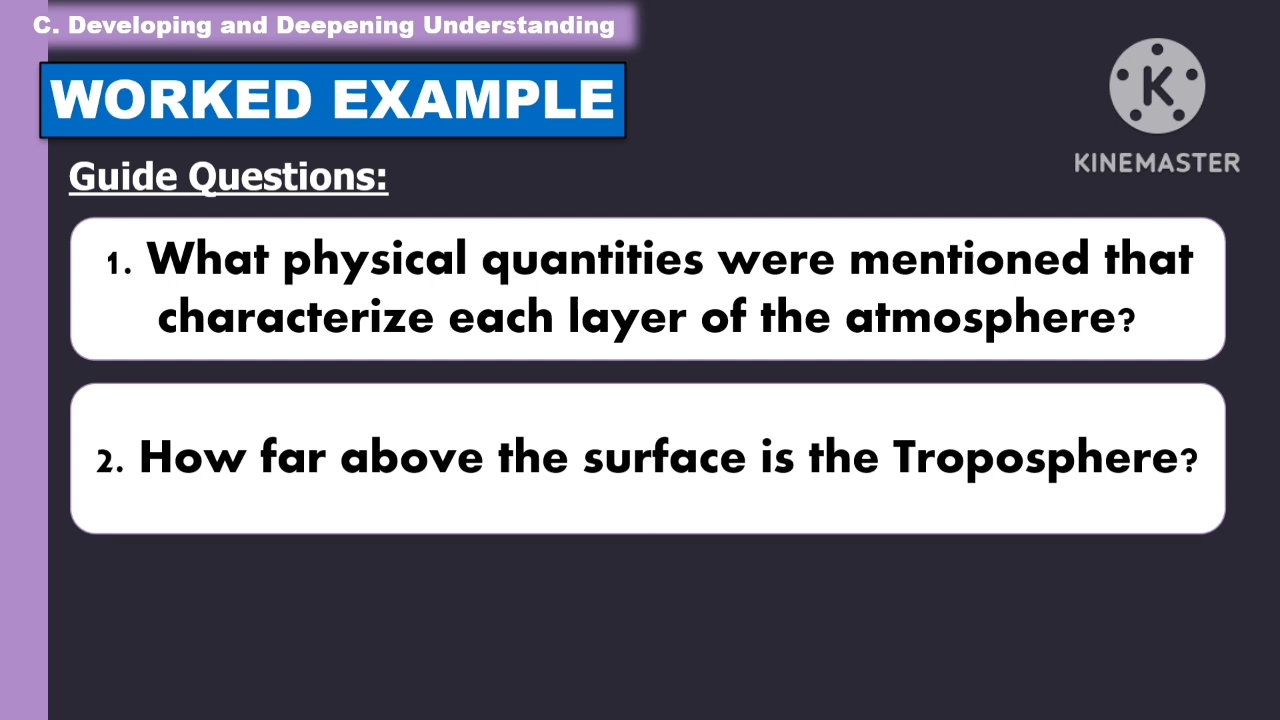 C. Developing and Deepening Understanding
WORKED EXAMPLE
K
KINEMASTER
Guide Questions:
1. What physical quantities were mentioned that
characterize each layer of the atmosphere?
2. How far above the surface is the Troposphere?